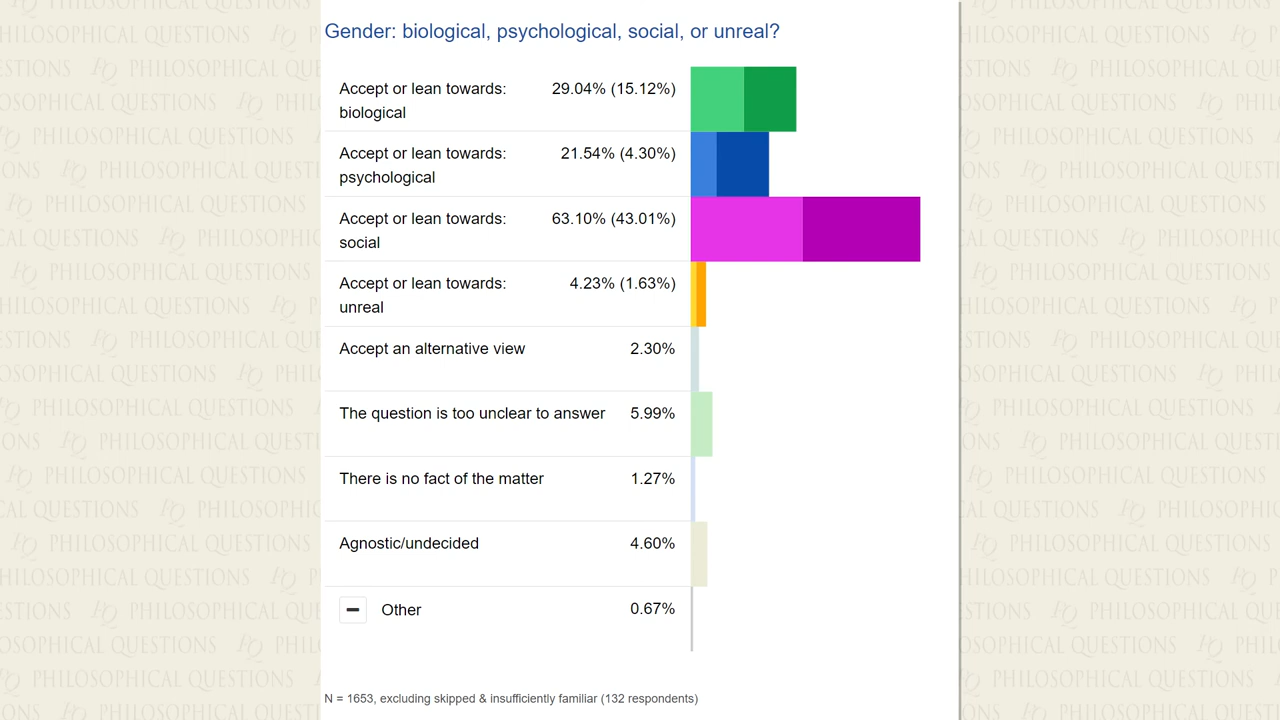 Gender: biological, psychological, social, or unreal?
Accept or lean towards: 29.04% (15.12%)
biological
Accept or lean towards: 21.54% (4.30%)
psychological
Accept or lean towards: 63.10% (43.01%)
social
Accept or lean towards: 4.23% (1.63%)
unreal
Accept an alternative view 2.30%
The question is too unclear to answer 5.99%
There is no fact of the matter 1.27%
Agnostic/undecided 4.60%
Other 0.67%
N = 1653, excluding skipped & insufficiently familiar (132 respondents)
PHILOSOPHICAL QUESTIONS